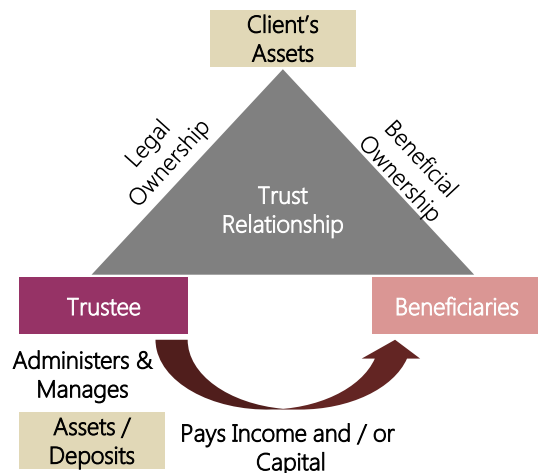 Client’s
Assets
Legal
Ownership
Beneficial
Ownership
Trust
Relationship
Trustee
Beneficiaries
Administers &
Manages
Assets /
Deposits
Pays Income and / or
Capital